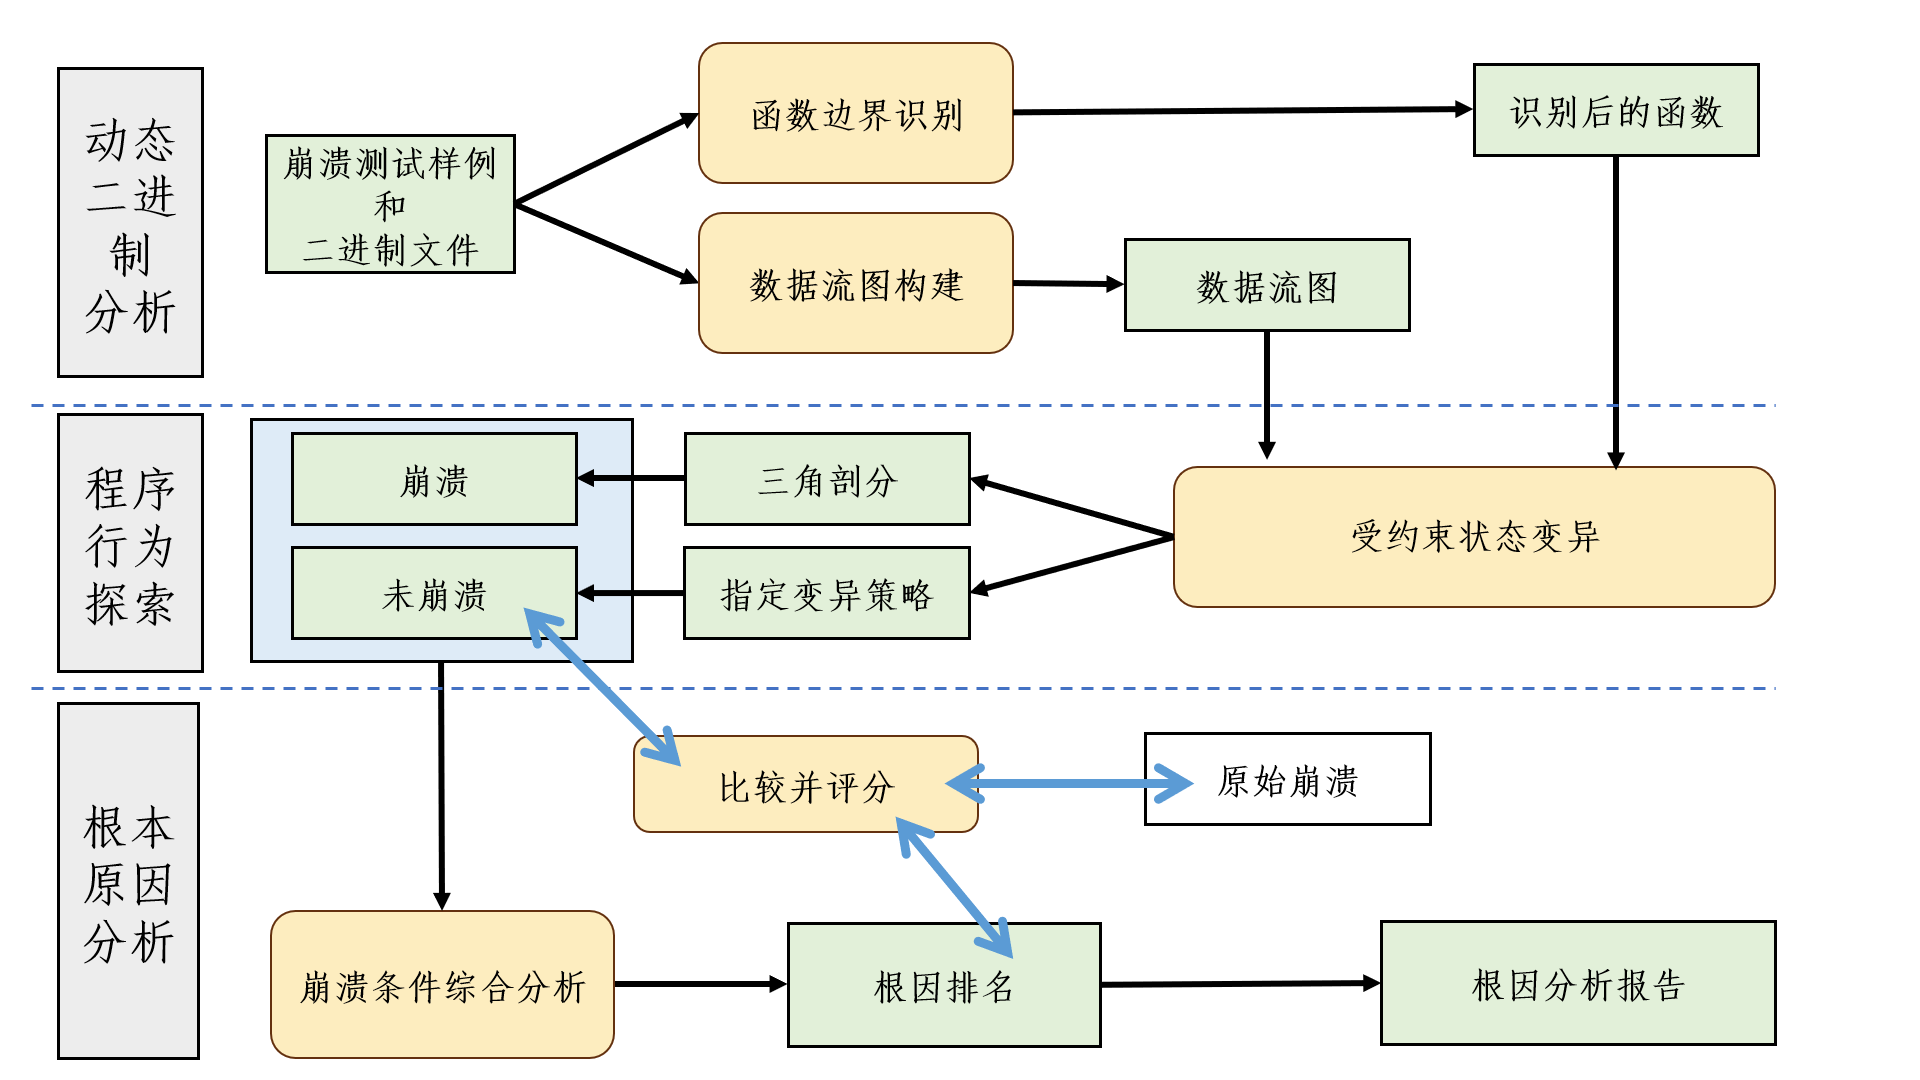 动态
二进
制
分析
崩溃测试样例
和
二进制文件
函数边界识别
识别后的函数
数据流图构建
数据流图
程序
行为
探索
崩溃
三角剖分
受约束状态变异
未崩溃
指定变异策略
根本
原因
分析
比较并评分
原始崩溃
崩溃条件综合分析
根因排名
根因分析报告